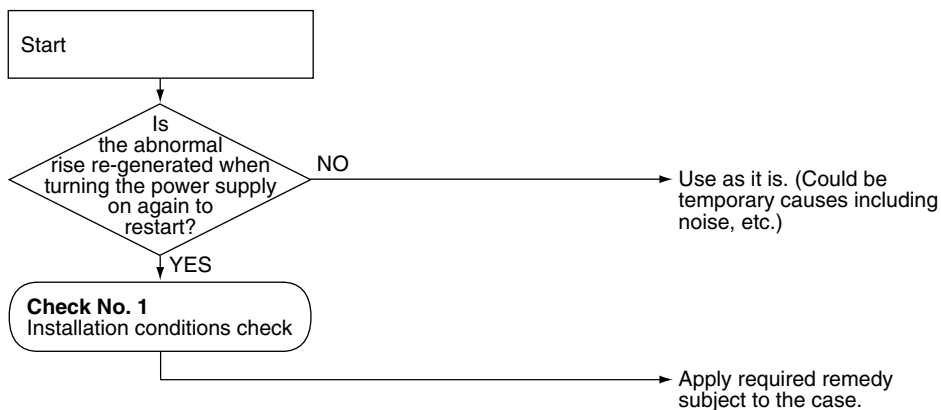 Start
Is
the abnormal
rise re-generated when
turning the power supply
on again to
restart?
NO
Use as it is. (Could be
temporary causes including
noise, etc.)
YES
Check No. 1
Installation conditions check
Apply required remedy
subject to the case.